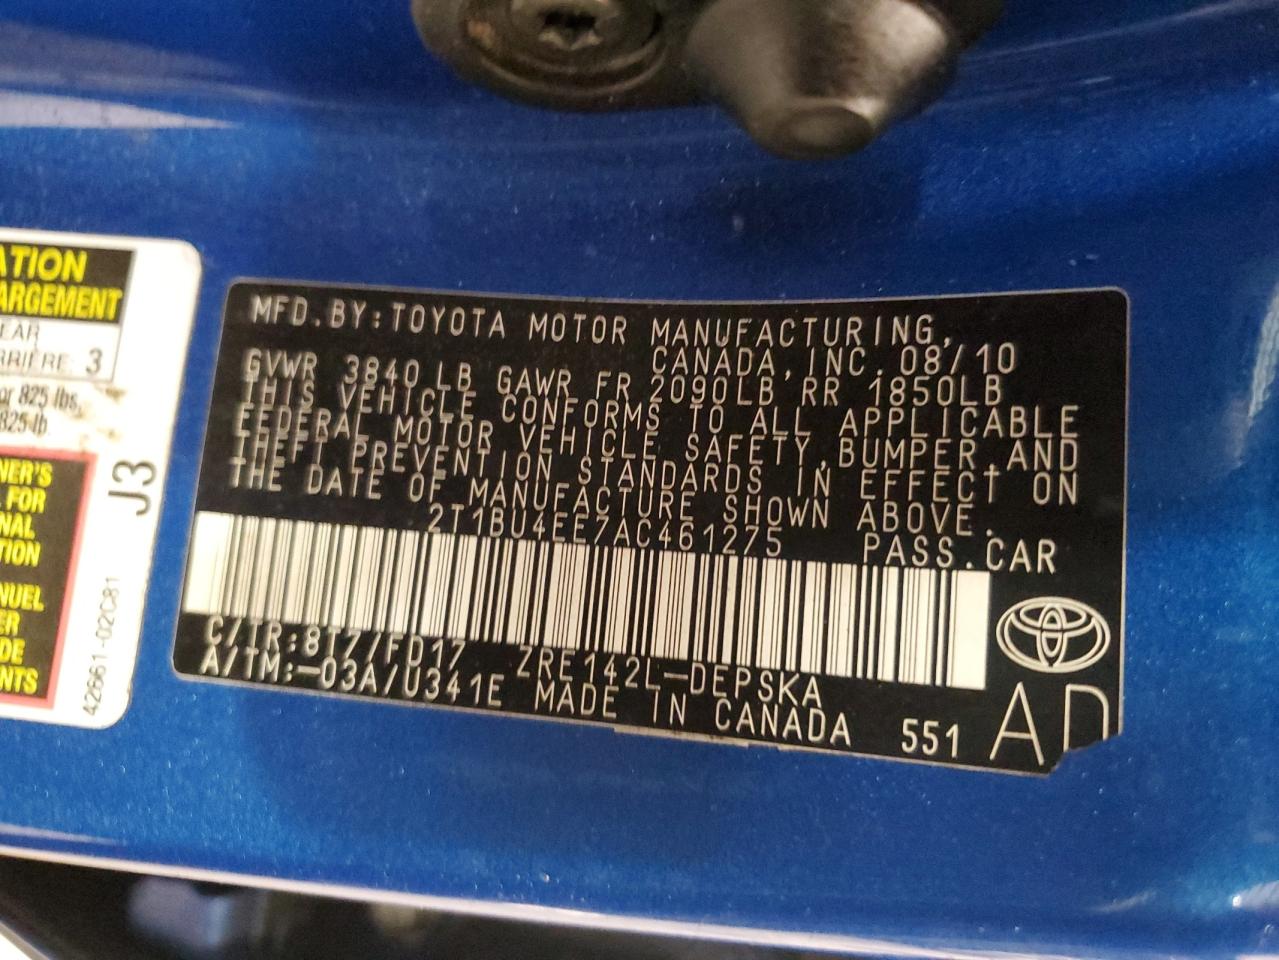 ATION
ARGEMENT
EAR
RRIÈRE 3
or 825 lbs,
825 lb.
NER'S
L FOR
NAL
TION
NUEL
ER
DE
NTS
J3
42661-02C81
MFD.BY:TOYOTA MOTOR MANUFACTURING,
CANADA,INC.08/10
GVWR 3840 LB GAWR FR 2090LB RR 1850LB
THIS VEHICLE CONFORMS TO ALL APPLICABLE
FEDERAL MOTOR VEHICLE SAFETY,BUMPER AND
THEFT PREVENTION STANDARDS IN EFFECT ON
THE DATE OF MANUFACTURE SHOWN ABOVE.
2T1BU4EE7AC461275 PASS.CAR
C/TR:8T7/FD17 ZRE142L-DEPSKA
A/TM:-03A/U341E MADE IN CANADA 551
AD